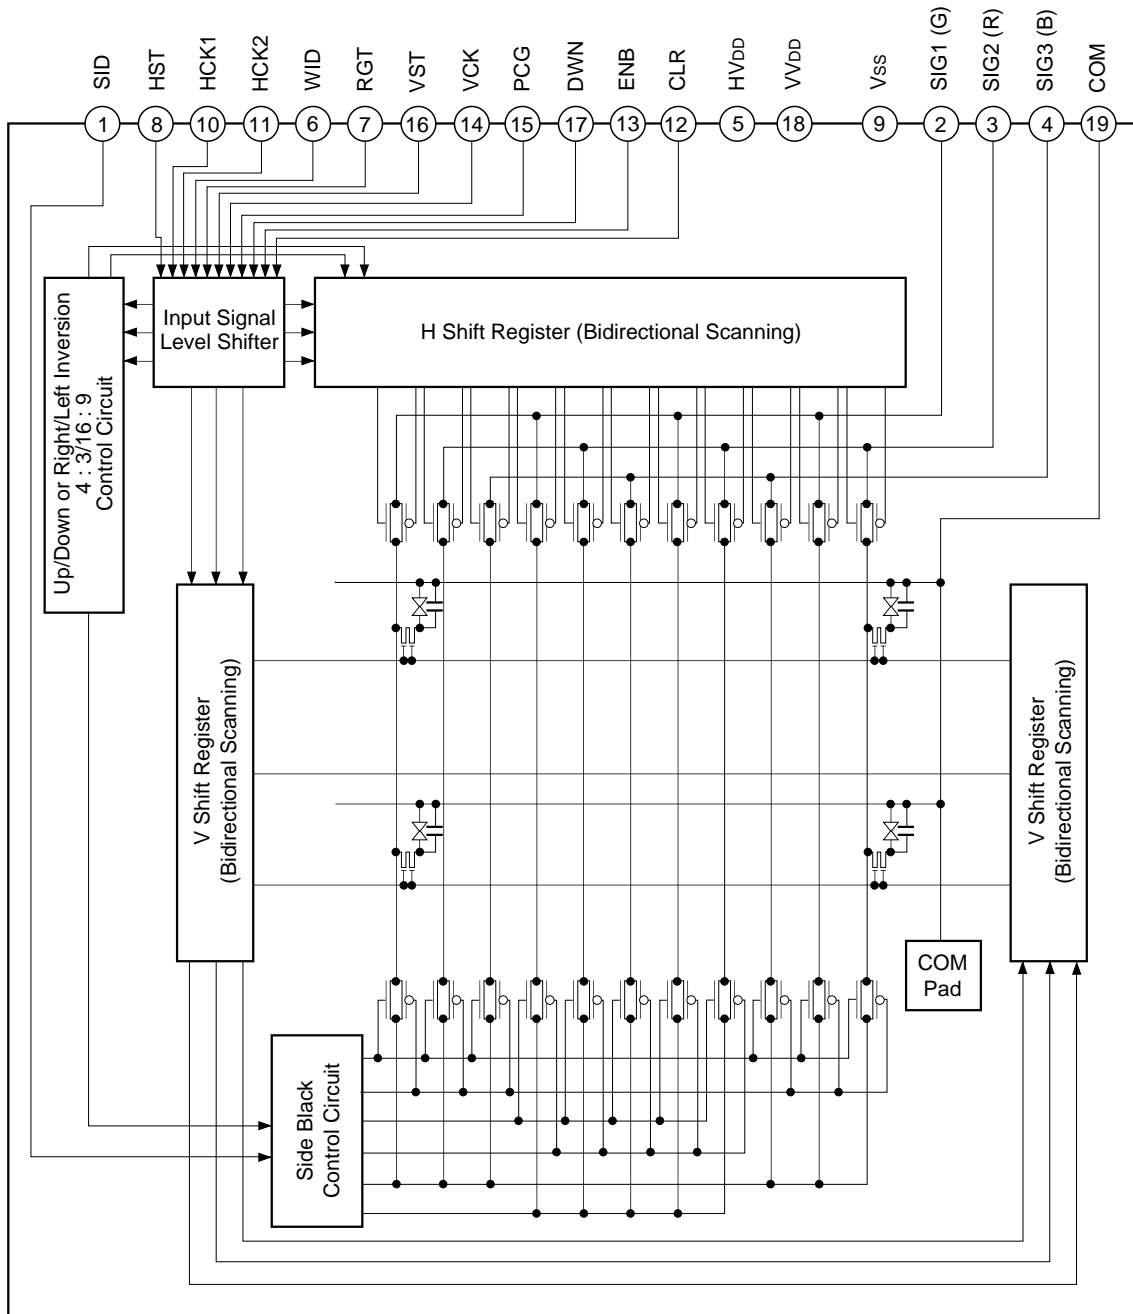 SID
HST
HCK1
HCK2
WID
RGT
VST
VCK
PCG
DWN
ENB
CLR
HVDD
VVDD
VSS
SIG1 (G)
SIG2 (R)
SIG3 (B)
COM
1
8
10
11
6
7
16
14
15
17
13
12
5
18
9
2
3
4
19
Up/Down or Right/Left Inversion
4 : 3/16 : 9
Control Circuit
Input Signal
Level Shifter
H Shift Register (Bidirectional Scanning)
V Shift Register
(Bidirectional Scanning)
V Shift Register
(Bidirectional Scanning)
COM
Pad
Side Black
Control Circuit